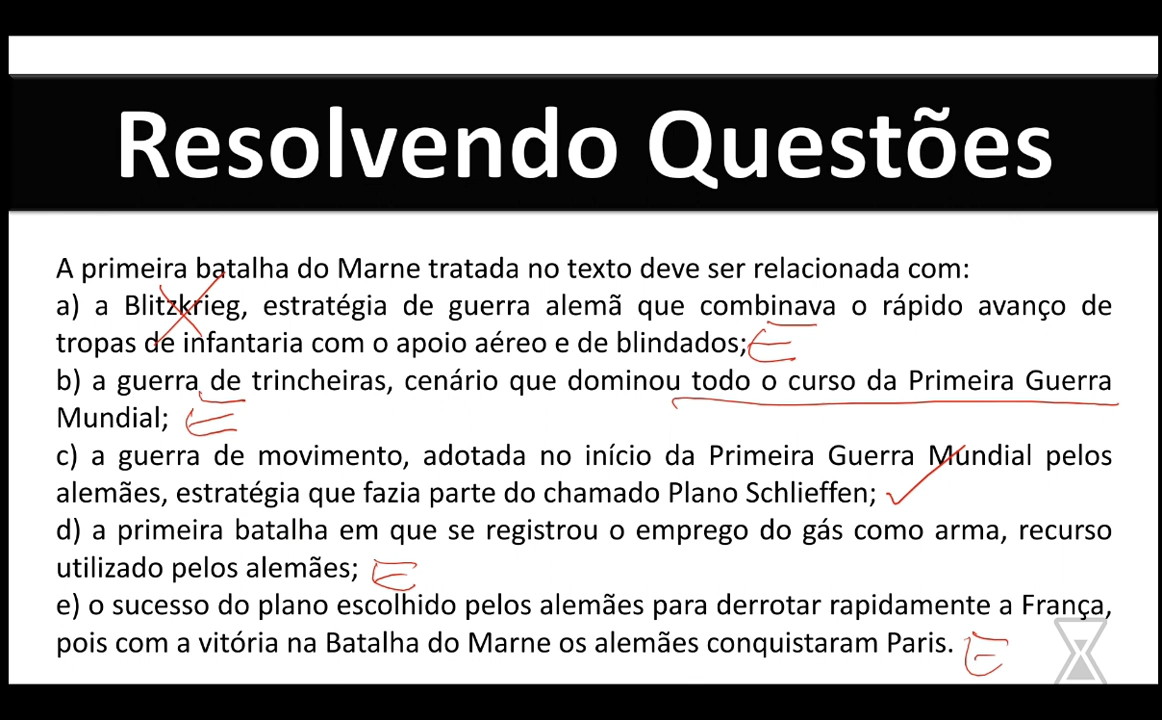 Resolvendo Questões
A primeira batalha do Marne tratada no texto deve ser relacionada com:
a) a Blitzkrieg, estratégia de guerra alemã que combinava o rápido avanço de
tropas de infantaria com o apoio aéreo e de blindados; E
b) a guerra de trincheiras, cenário que dominou todo o curso da Primeira Guerra
Mundial; E
c) a guerra de movimento, adotada no início da Primeira Guerra Mundial pelos
alemães, estratégia que fazia parte do chamado Plano Schlieffen;
d) a primeira batalha em que se registrou o emprego do gás como arma, recurso
utilizado pelos alemães; E
e) o sucesso do plano escolhido pelos alemães para derrotar rapidamente a França,
pois com a vitória na Batalha do Marne os alemães conquistaram Paris. E